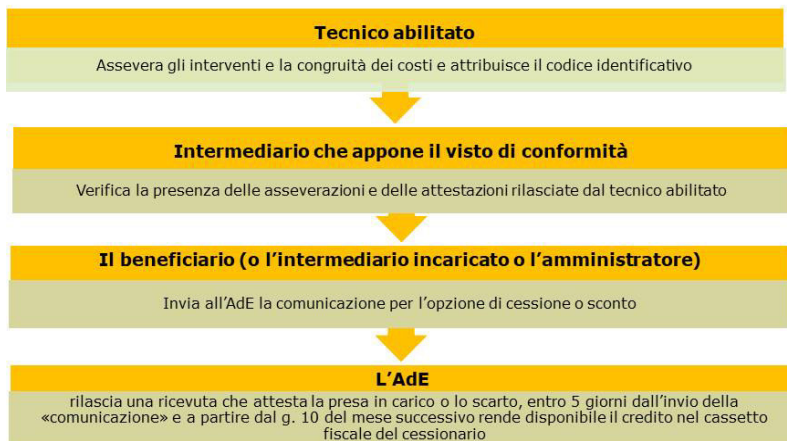 Tecnico abilitato
Assevera gli interventi e la congruità dei costi e attribuisce il codice identificativo
Intermediario che appone il visto di conformità
Verifica la presenza delle asseverazioni e delle attestazioni rilasciate dal tecnico abilitato
Il beneficiario (o l’intermediario incaricato o l’amministratore)
Invia all’AdE la comunicazione per l’opzione di cessione o sconto
L’AdE
rilascia una ricevuta che attesta la presa in carico o lo scarto, entro 5 giorni dall’invio della
«comunicazione» e a partire dal g. 10 del mese successivo rende disponibile il credito nel cassetto
fiscale del cessionario